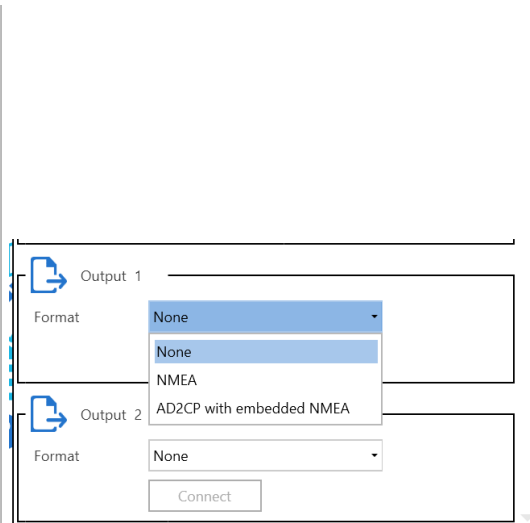 Output 1
Format None
None
NMEA
AD2CP with embedded NMEA
Output 2
Format None
Connect